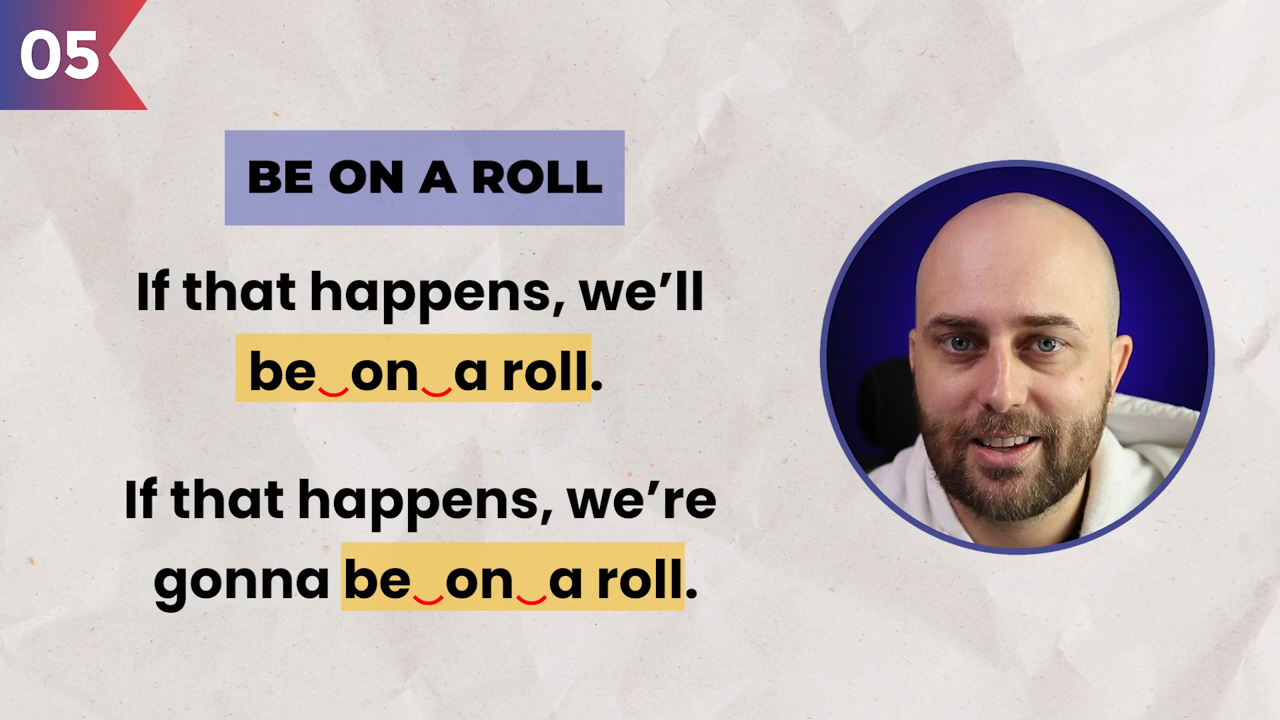 05
BE ON A ROLL
If that happens, we’ll
be on a roll.
If that happens, we’re
gonna be on a roll.